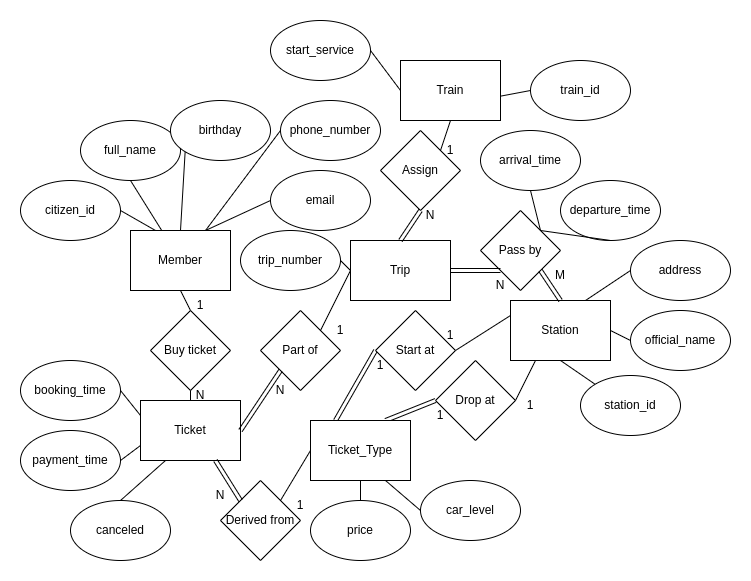 start_service
Train
train_id
full_name
birthday
phone_number
1
arrival_time
Assign
citizen_id
email
departure_time
N
Pass by
Member
trip_number
Trip
address
M
N
1
1
1
Station
official_name
Buy ticket
Part of
Start at
1
booking_time
N
N
Drop at
station_id
1
1
Ticket
Ticket_Type
payment_time
N
1
car_level
canceled
Derived from
price